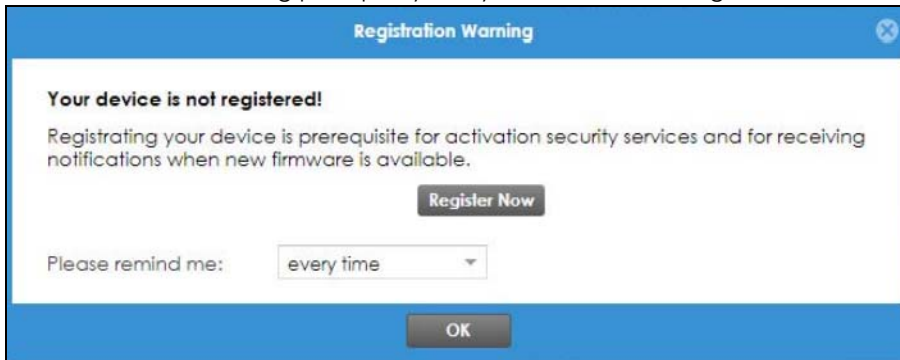 Registration Warning
Your device is not registered!
Registrating your device is prerequisite for activation security services and for receiving
notifications when new firmware is available.
Register Now
Please remind me: every time
OK